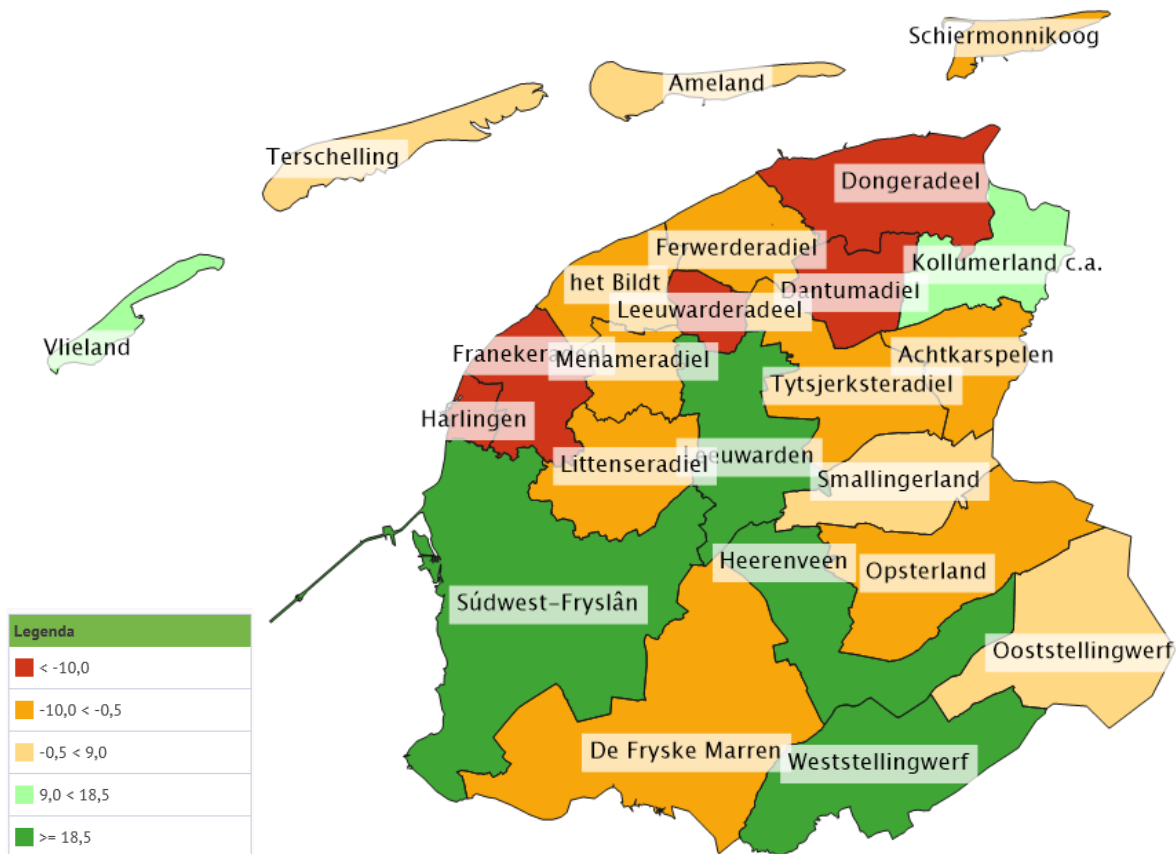 Schiermonnikoog
Ameland
Terschelling
Dongeradeel
Ferwerderadiel
Kollumerland c.a.
het Bildt
Dantumadiel
Leeuwarderadeel
Vlieland
Franekeradeel
Menameradiel
Achtkarspelen
Tytsjerksteradiel
Harlingen
Leeuwarden
Littenseradiel
Smallingerland
Heerenveen
Opsterland
Súdwest-Fryslân
Ooststellingwerf
De Fryske Marren
Weststellingwerf
Legenda
< -10,0
-10,0 < -0,5
-0,5 < 9,0
9,0 < 18,5
>= 18,5